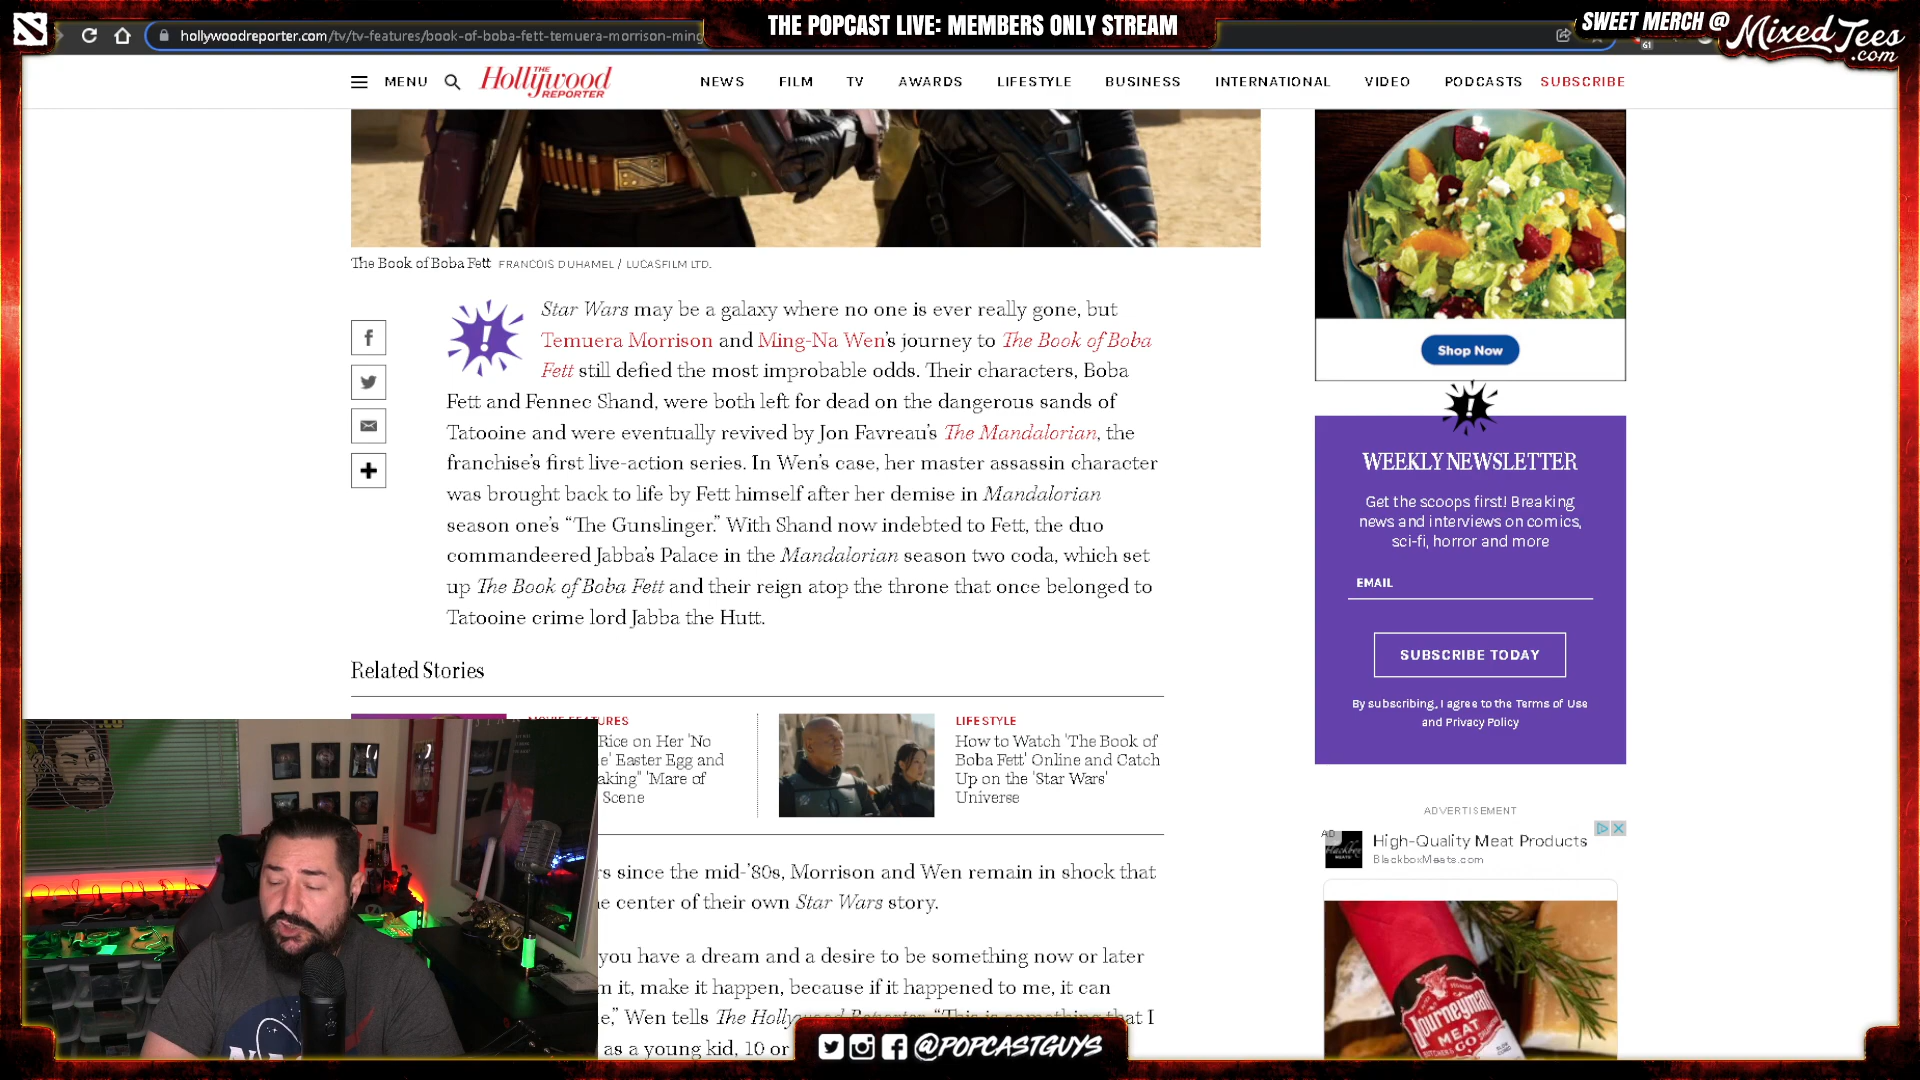 THE POPCAST LIVE: MEMBERS ONLY STREAM
SWEET MERCH @
MixedTees
.com
hollywoodreporter.com/tv/tv-features/book-of-boba-fett-temuera-morrison-ming
61
MENU
THE
Hollywood
REPORTER
NEWS FILM TV AWARDS LIFESTYLE BUSINESS INTERNATIONAL VIDEO PODCASTS SUBSCRIBE
The Book of Boba Fett FRANCOIS DUHAMEL / LUCASFILM LTD.
Star Wars may be a galaxy where no one is ever really gone, but
Temuera Morrison and Ming-Na Wen's journey to The Book of Boba
Fett still defied the most improbable odds. Their characters, Boba
Fett and Fennec Shand, were both left for dead on the dangerous sands of
Tatooine and were eventually revived by Jon Favreau's The Mandalorian, the
franchise's first live-action series. In Wen's case, her master assassin character
was brought back to life by Fett himself after her demise in Mandalorian
season one's “The Gunslinger.” With Shand now indebted to Fett, the duo
commandeered Jabba's Palace in the Mandalorian season two coda, which set
up The Book of Boba Fett and their reign atop the throne that once belonged to
Tatooine crime lord Jabba the Hutt.
Related Stories
MOVIE FEATURES
Rice on Her 'No
e' Easter Egg and
aking" 'Mare of
Scene
LIFESTYLE
How to Watch 'The Book of
Boba Fett' Online and Catch
Up on the 'Star Wars'
Universe
rs since the mid-'80s, Morrison and Wen remain in shock that
e center of their own Star Wars story.
you have a dream and a desire to be something now or later
m it, make it happen, because if it happened to me, it can
e,” Wen tells The Hollywood Reporter. “This is something that I
as a young kid, 10 or
Shop Now
!
WEEKLY NEWSLETTER
Get the scoops first! Breaking
news and interviews on comics,
sci-fi, horror and more
EMAIL
SUBSCRIBE TODAY
By subscribing, I agree to the Terms of Use
and Privacy Policy
ADVERTISEMENT
AD
High-Quality Meat Products
BlackboxMeats.com
Journeyman
MEAT
CO
@POPCASTGUYS